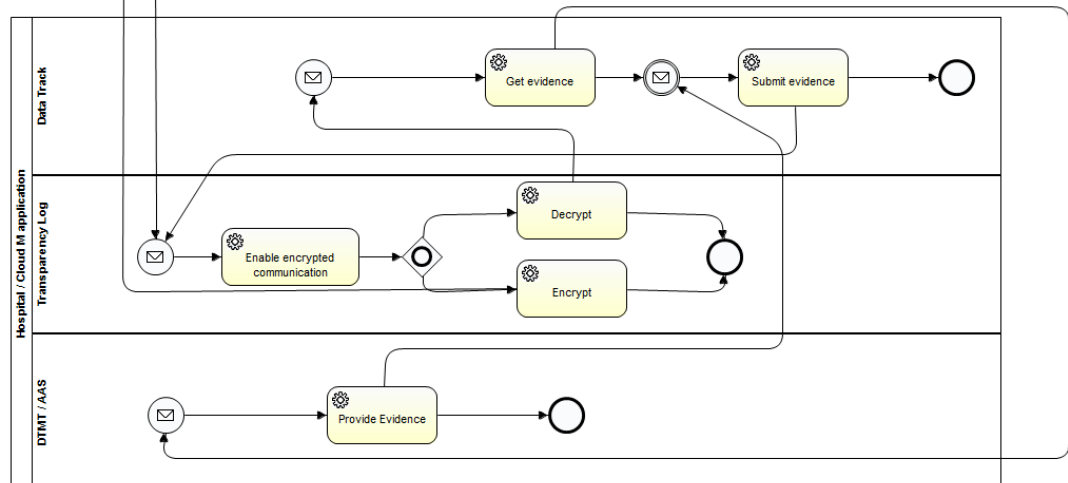 Hospital / Cloud M application
Data Track
Get evidence
Submit evidence
Transparency Log
Enable encrypted
communication
Decrypt
Encrypt
DTMT / AAS
Provide Evidence